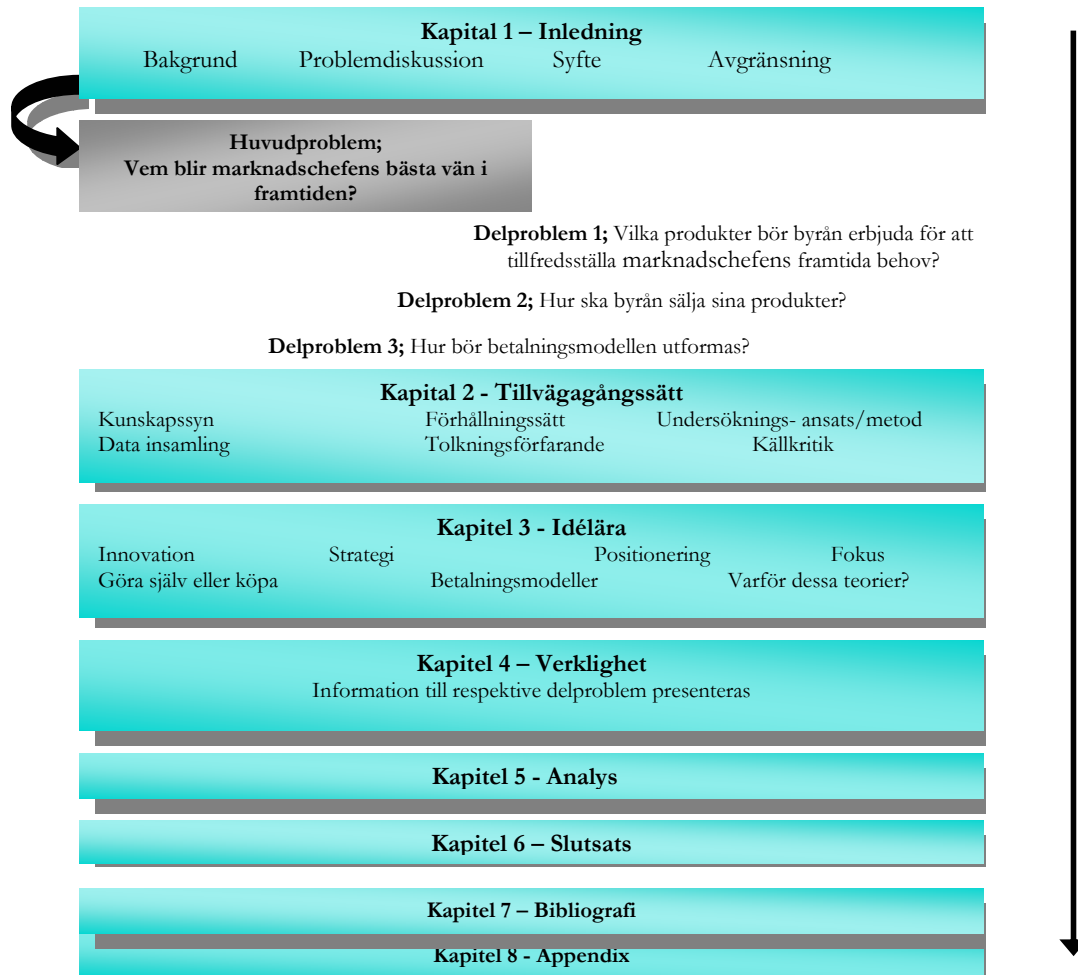 Kapital 1 – Inledning
Bakgrund Problemdiskussion Syfte Avgränsning
Huvudproblem;
Vem blir marknadschefens bästa vän i
framtiden?
Delproblem 1; Vilka produkter bör byrån erbjuda för att
tillfredsställa marknadschefens framtida behov?
Delproblem 2; Hur ska byrån sälja sina produkter?
Delproblem 3; Hur bör betalningsmodellen utformas?
Kapital 2 - Tillvägagångssätt
Kunskapssyn Förhållningssätt Undersöknings- ansats/metod
Data insamling Tolkningsförfarande Källkritik
Kapitel 3 - Idélära
Innovation Strategi Positionering Fokus
Göra själv eller köpa Betalningsmodeller Varför dessa teorier?
Kapitel 4 – Verklighet
Information till respektive delproblem presenteras
Kapitel 5 - Analys
Kapitel 6 – Slutsats
Kapitel 7 – Bibliografi
Kapitel 8 - Appendix